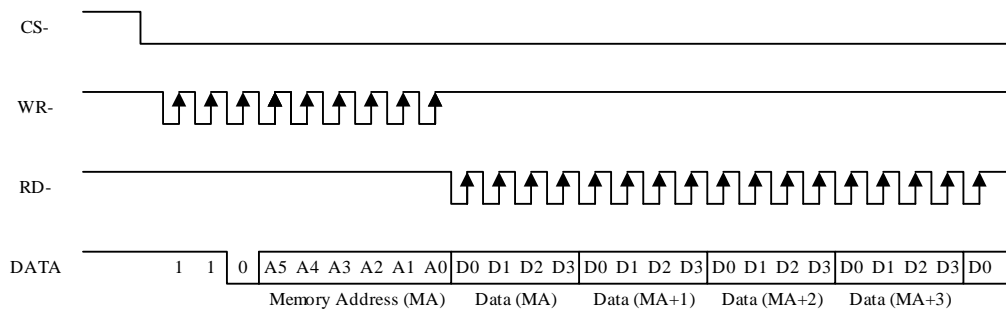 CS-
WR-
RD-
DATA 1 1 0 A5 A4 A3 A2 A1 A0 D0 D1 D2 D3 D0 D1 D2 D3 D0 D1 D2 D3 D0 D1 D2 D3 D0
Memory Address (MA) Data (MA) Data (MA+1) Data (MA+2) Data (MA+3)